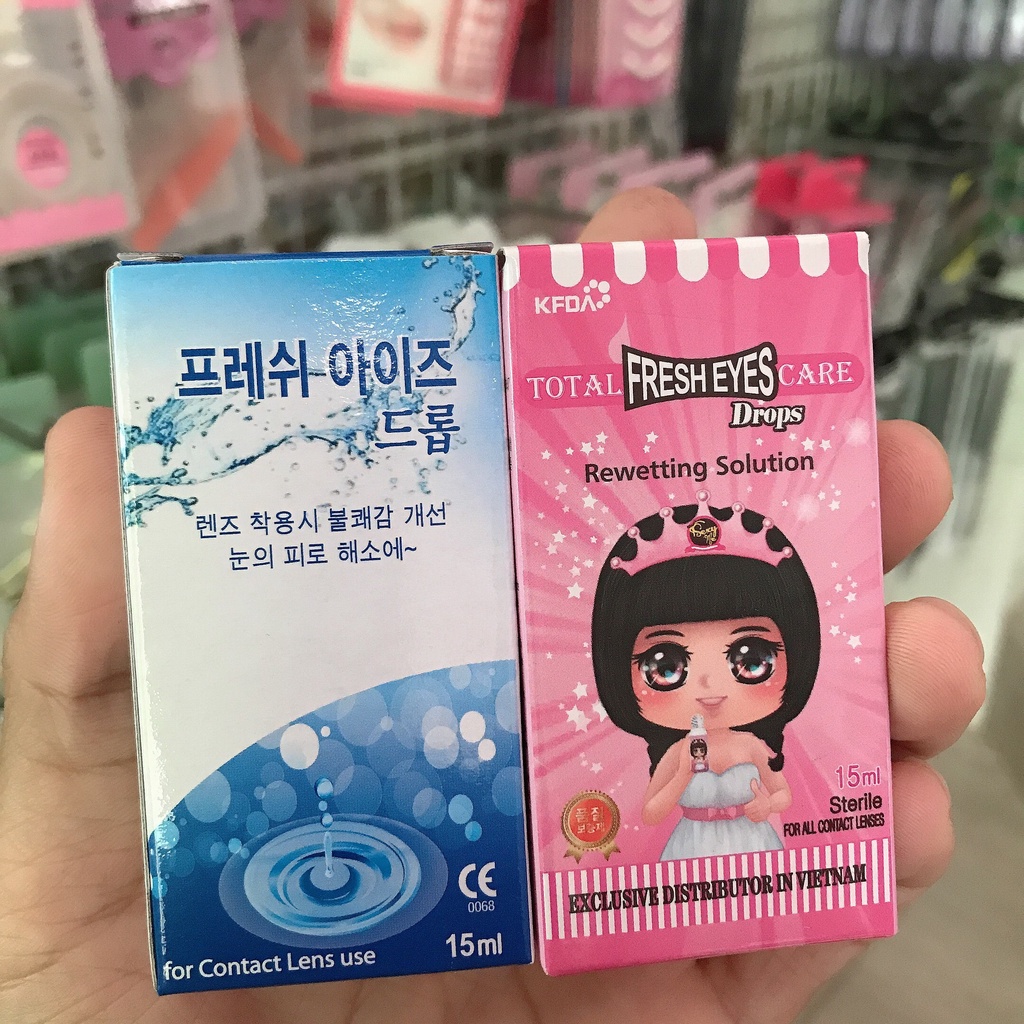 프레쉬 아이즈
드롭
렌즈 착용시 불쾌감 개선
눈의 피로 해소에~
CE
0068
15ml
for Contact Lens use
KFDA
TOTAL FRESH EYES CARE
Drops
Rewetting Solution
15ml
Sterile
FOR ALL CONTACT LENSES
품질
EXCLUSIVE DISTRIBUTOR IN VIETNAM